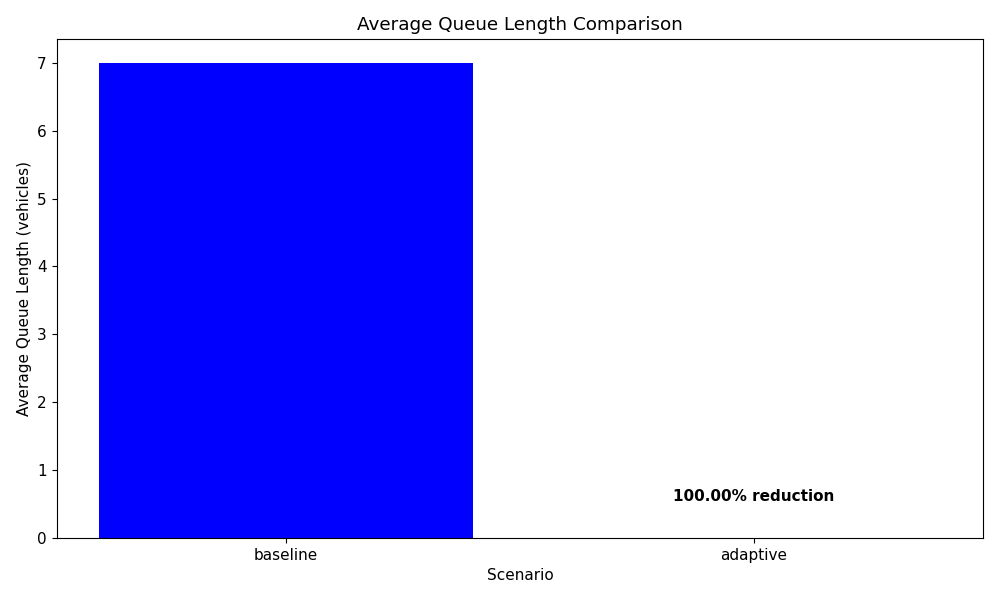 Average Queue Length Comparison
Average Queue Length (vehicles)
7
6
5
4
3
2
1
0
100.00% reduction
baseline
adaptive
Scenario